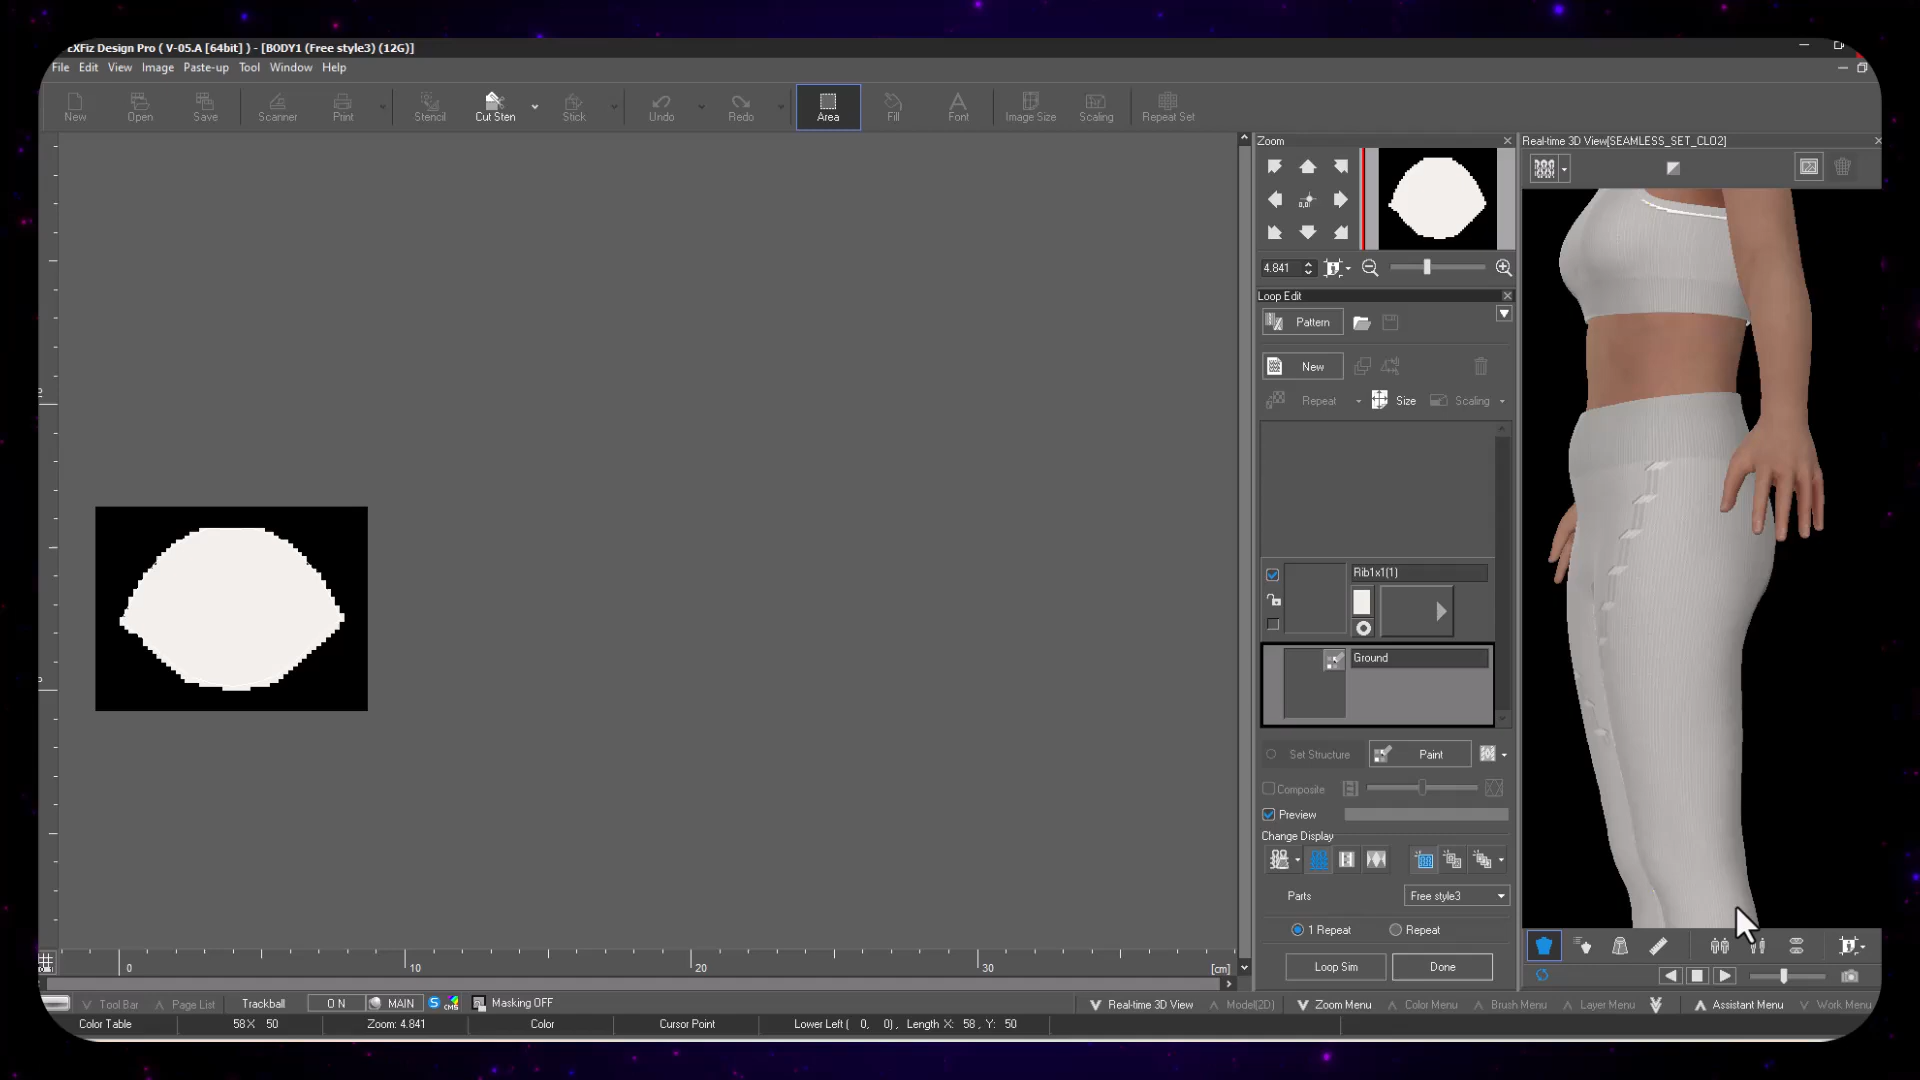 cXFiz Design Pro ( V-05.A [64bit] ) - [BODY1 (Free style3) (12G)]
File Edit View Image Paste-up Tool Window Help
New Open Save Scanner Print Stencil Cut Sten Stick Undo Redo Area Fill Font Image Size Scaling Repeat Set
Zoom
Real-time 3D View[SEAMLESS_SET_CLO2]
0,0
4.841
Loop Edit
Pattern
New
Repeat Size Scaling
Rib1x1(1)
Ground
Set Structure Paint
Composite
Preview
Change Display
Parts Free style3
1 Repeat Repeat
Loop Sim Done
0 10 20 30 [cm]
Tool Bar Page List Trackball O N MAIN S CMS Masking OFF Real-time 3D View Model(2D) Zoom Menu Color Menu Brush Menu Layer Menu Assistant Menu Work Menu
Color Table 58X 50 Zoom: 4.841 Color Cursor Point Lower Left ( 0, 0) , Length X: 58 , Y: 50